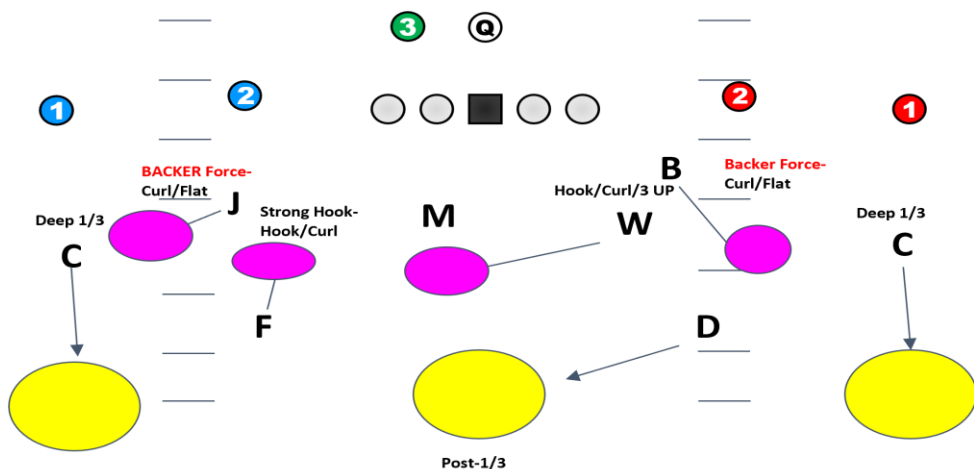 3 Q
1 2 2 1
BACKER Force-
Curl/Flat
Backer Force-
Curl/Flat
B
Hook/Curl/3 UP
J
Strong Hook-
Hook/Curl
Deep 1/3
C
M
W
Deep 1/3
C
F
D
Post-1/3